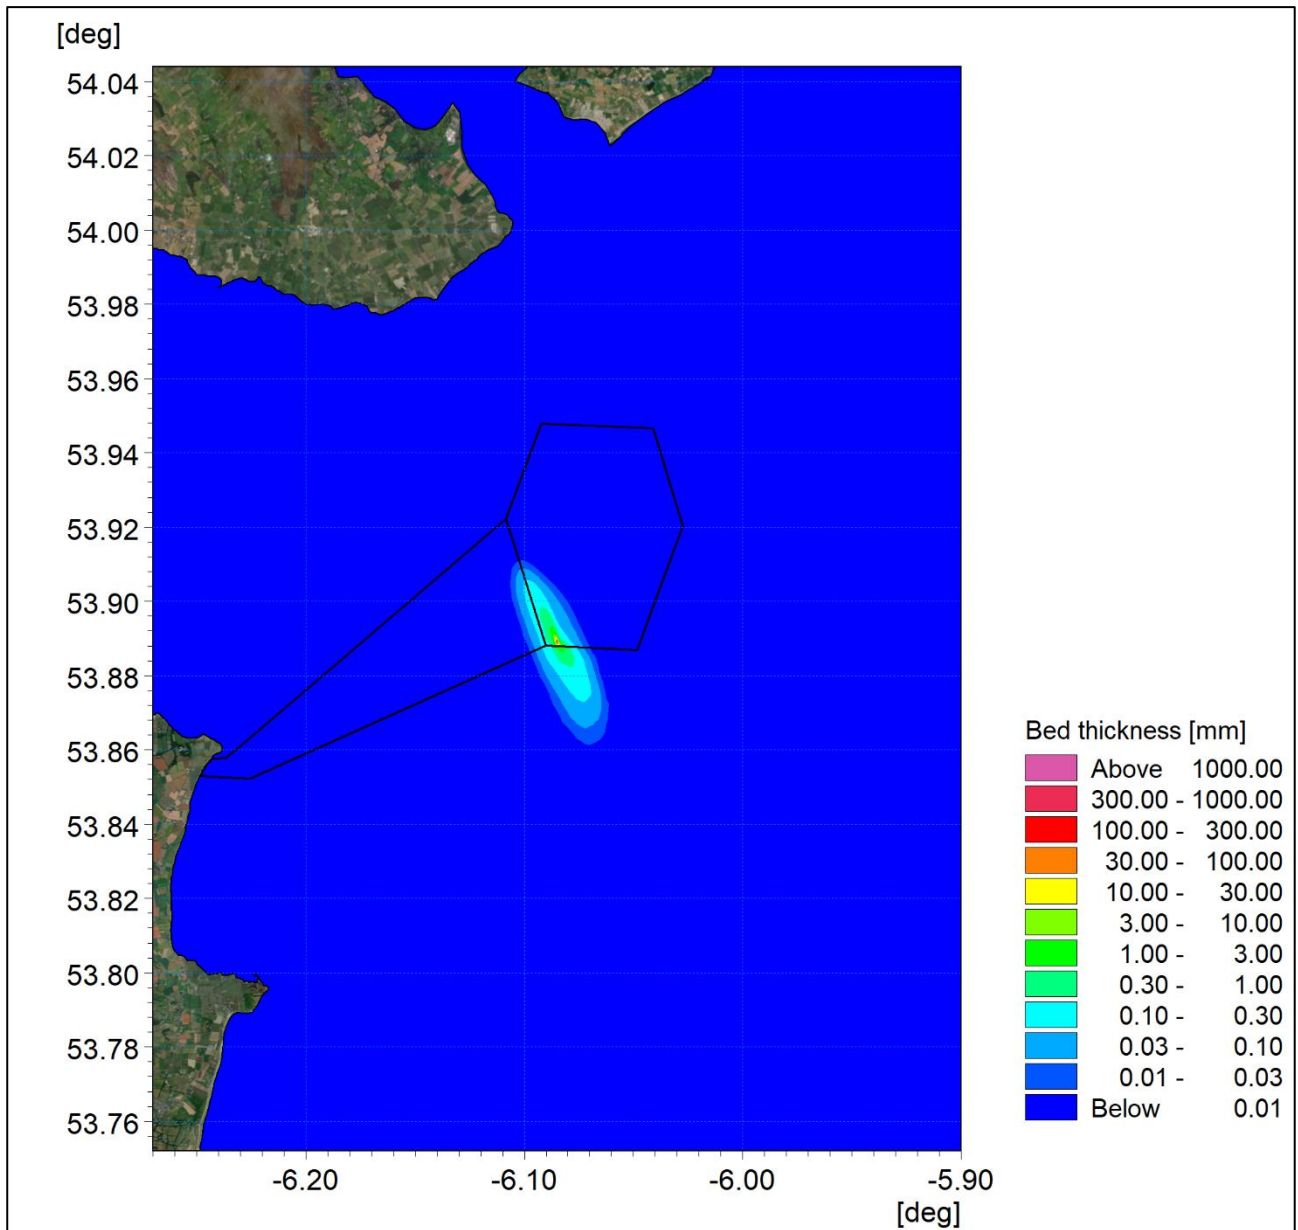 [deg]
54.04
54.02
54.00
53.98
53.96
53.94
53.92
53.90
53.88
53.86
53.84
53.82
53.80
53.78
53.76
-6.20 -6.10 -6.00 -5.90
[deg]
Bed thickness [mm]
Above 1000.00
300.00 - 1000.00
100.00 - 300.00
30.00 - 100.00
10.00 - 30.00
3.00 - 10.00
1.00 - 3.00
0.30 - 1.00
0.10 - 0.30
0.03 - 0.10
0.01 - 0.03
Below 0.01